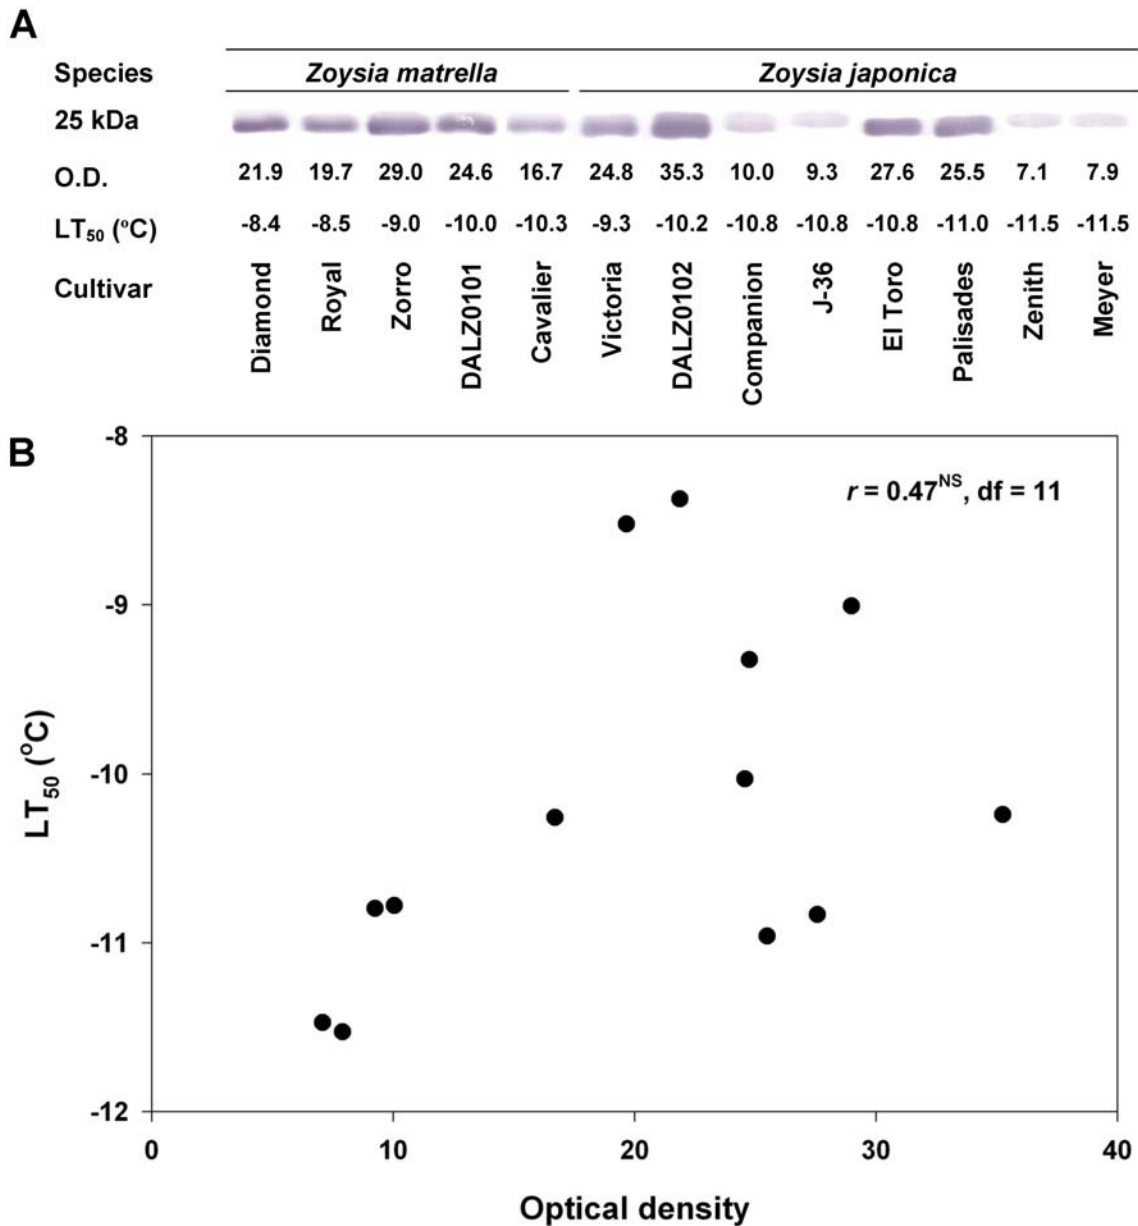 A
Species Zoysia matrella Zoysia japonica
25 kDa
O.D. 21.9 19.7 29.0 24.6 16.7 24.8 35.3 10.0 9.3 27.6 25.5 7.1 7.9
LT50 (°C) -8.4 -8.5 -9.0 -10.0 -10.3 -9.3 -10.2 -10.8 -10.8 -10.8 -11.0 -11.5 -11.5
Cultivar Diamond Royal Zorro DALZ0101 Cavalier Victoria DALZ0102 Companion J-36 El Toro Palisades Zenith Meyer
B
r = 0.47NS, df = 11
-8
-9
-10
-11
-12
LT50 (°C)
0 10 20 30 40
Optical density